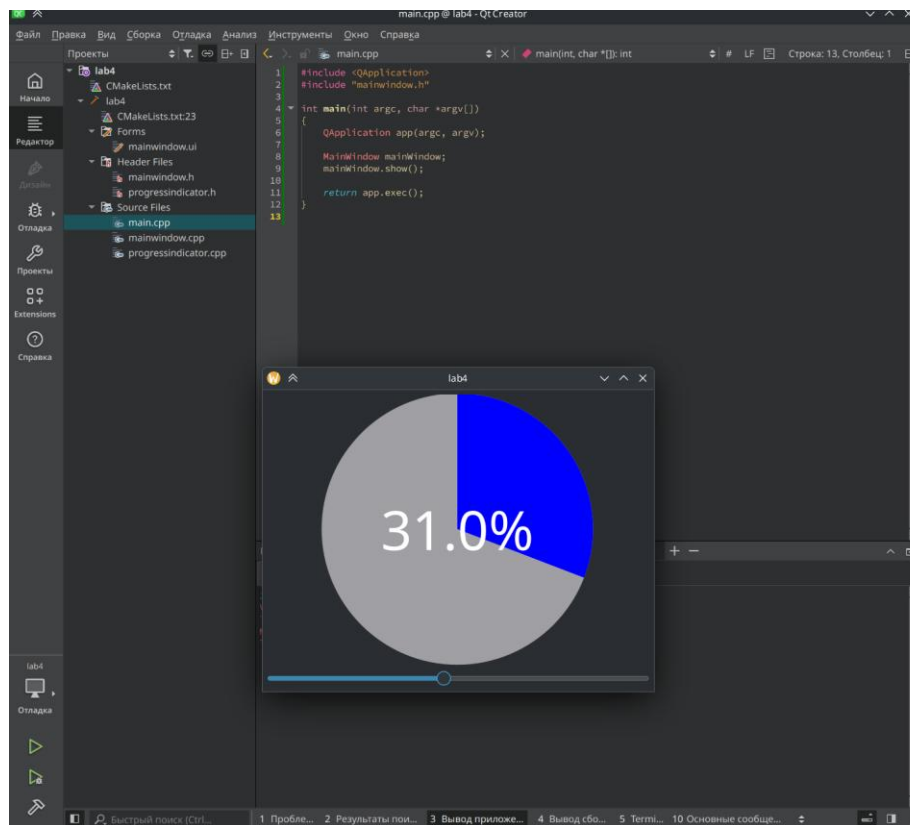 main.cpp @ lab4 - Qt Creator
Файл Правка Вид Сборка Отладка Анализ Инструменты Окно Справка
Проекты
main.cpp
main(int, char *[]): int
# LF Строка: 13, Столбец: 1
Начало
Редактор
Дизайн
Отладка
Проекты
Extensions
Справка
lab4
CMakeLists.txt
lab4
CMakeLists.txt:23
Forms
mainwindow.ui
Header Files
mainwindow.h
progressindicator.h
Source Files
main.cpp
mainwindow.cpp
progressindicator.cpp
1 #include <QApplication>
2 #include "mainwindow.h"
3
4 int main(int argc, char *argv[])
5 {
6 QApplication app(argc, argv);
7
8 MainWindow mainWindow;
9 mainWindow.show();
10
11 return app.exec();
12 }
13
lab4
31.0%
lab4
Отладка
Быстрый поиск (Ctrl...
1 Пробле... 2 Результаты пои... 3 Вывод приложе... 4 Вывод сбо... 5 Termi... 10 Основные сообще...